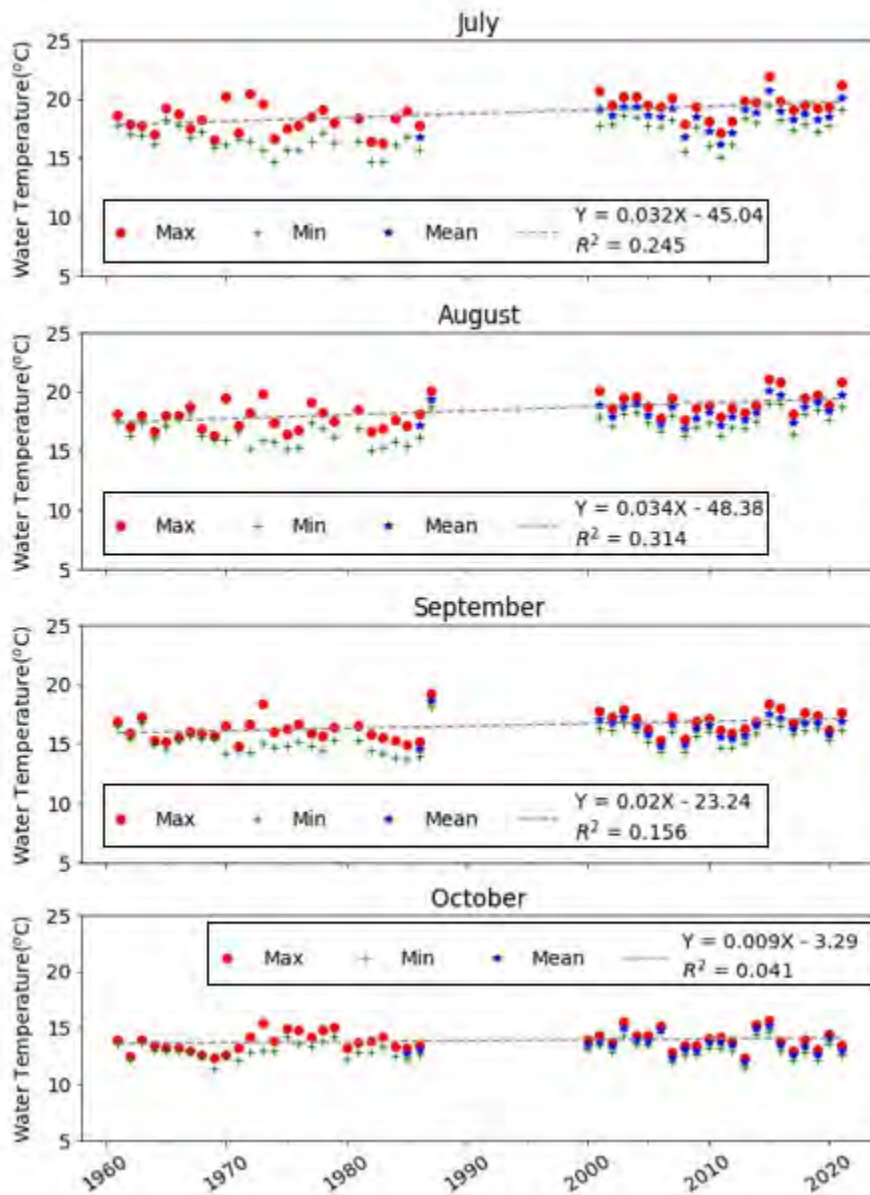 July
Water Temperature(°C)
25
20
15
10
5
Max Min Mean
Y = 0.032X - 45.04
R² = 0.245
August
Water Temperature(°C)
25
20
15
10
5
Max Min Mean
Y = 0.034X - 48.38
R² = 0.314
September
Water Temperature(°C)
25
20
15
10
5
Max Min Mean
Y = 0.02X - 23.24
R² = 0.156
October
Water Temperature(°C)
25
20
15
10
5
Max Min Mean
Y = 0.009X - 3.29
R² = 0.041
1960 1970 1980 1990 2000 2010 2020